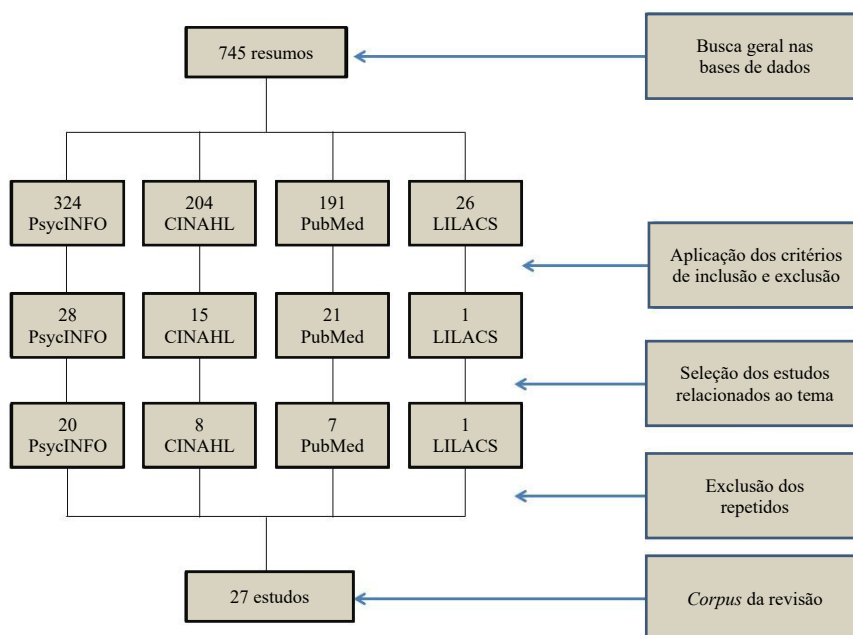 745 resumos
Busca geral nas
bases de dados
324
PsycINFO
204
CINAHL
191
PubMed
26
LILACS
Aplicação dos critérios
de inclusão e exclusão
28
PsycINFO
15
CINAHL
21
PubMed
1
LILACS
Seleção dos estudos
relacionados ao tema
20
PsycINFO
8
CINAHL
7
PubMed
1
LILACS
Exclusão dos
repetidos
27 estudos
Corpus da revisão